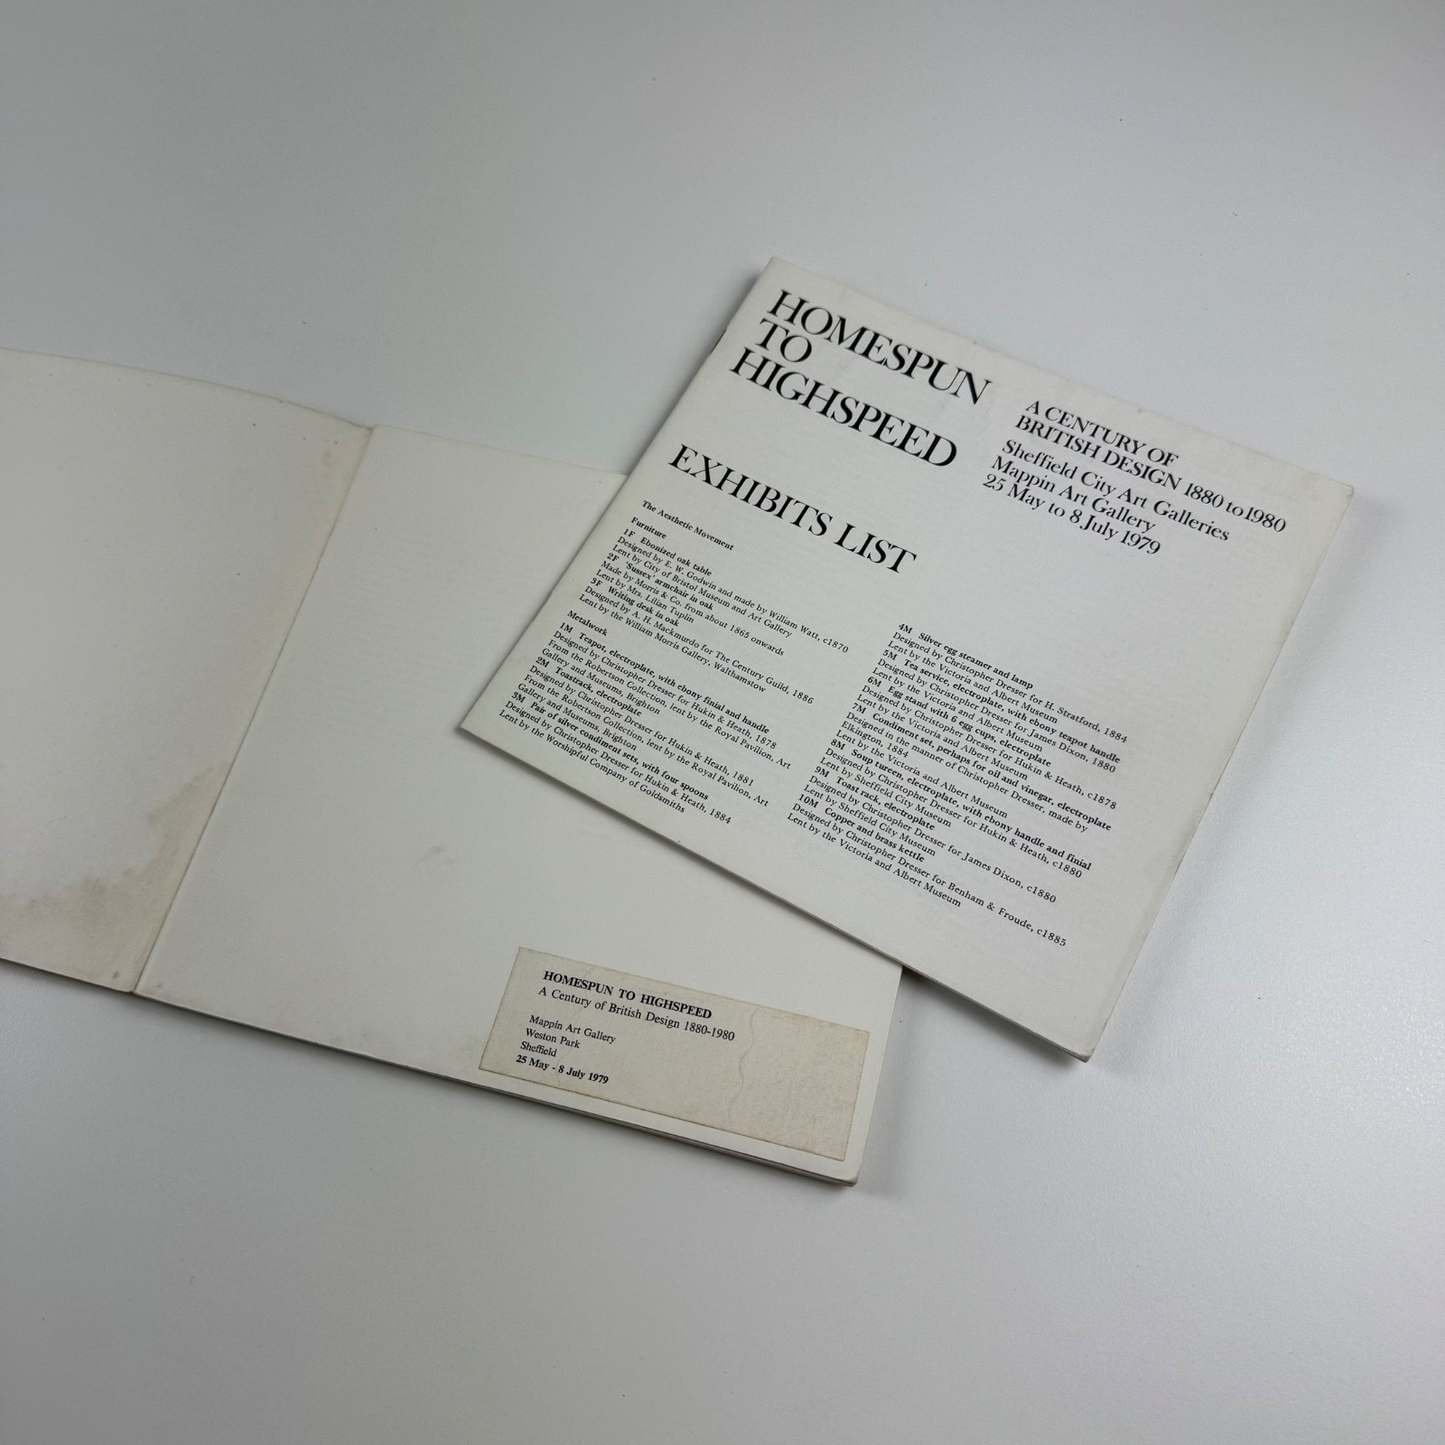 HOMESPUN
TO
HIGHSPEED
A CENTURY OF
BRITISH DESIGN 1880 to 1980
Sheffield City Art Galleries
Mappin Art Gallery
25 May to 8 July 1979
EXHIBITS LIST
The Aesthetic Movement
Furniture
1F Ebonized oak table
Designed by E. W. Godwin and made by William Watt, c1870
Lent by City of Bristol Museum and Art Gallery
2F 'Sussex' armchair in oak
Made by Morris & Co. from about 1865 onwards
Lent by Mrs. Lilian Tuplin
3F Writing desk in oak
Designed by A. H. Mackmurdo for The Century Guild, 1886
Lent by the William Morris Gallery, Walthamstow
Metalwork
1M Teapot, electroplate, with ebony finial and handle
Designed by Christopher Dresser for Hukin & Heath, 1878
From the Robertson Collection, lent by the Royal Pavilion, Art
Gallery and Museums, Brighton
2M Toastrack, electroplate
Designed by Christopher Dresser for Hukin & Heath, 1881
From the Robertson Collection, lent by the Royal Pavilion, Art
Gallery and Museums, Brighton
3M Pair of silver condiment sets, with four spoons
Designed by Christopher Dresser for Hukin & Heath, 1884
Lent by the Worshipful Company of Goldsmiths
4M Silver egg steamer and lamp
Designed by Christopher Dresser for H. Stratford, 1884
Lent by the Victoria and Albert Museum
5M Tea service, electroplate, with ebony teapot handle
Designed by Christopher Dresser for James Dixon, 1880
Lent by the Victoria and Albert Museum
6M Egg stand with 6 egg cups, electroplate
Designed by Christopher Dresser for Hukin & Heath, c1878
Lent by the Victoria and Albert Museum
7M Condiment set, perhaps for oil and vinegar, electroplate
Designed in the manner of Christopher Dresser, made by
Elkington, 1884
Lent by the Victoria and Albert Museum
8M Soup tureen, electroplate, with ebony handle and finial
Designed by Christopher Dresser for Hukin & Heath, c1880
Lent by Sheffield City Museum
9M Toast rack, electroplate
Designed by Christopher Dresser for James Dixon, c1880
Lent by Sheffield City Museum
10M Copper and brass kettle
Designed by Christopher Dresser for Benham & Froude, c1885
Lent by the Victoria and Albert Museum
HOMESPUN TO HIGHSPEED
A Century of British Design 1880-1980
Mappin Art Gallery
Weston Park
Sheffield
25 May - 8 July 1979